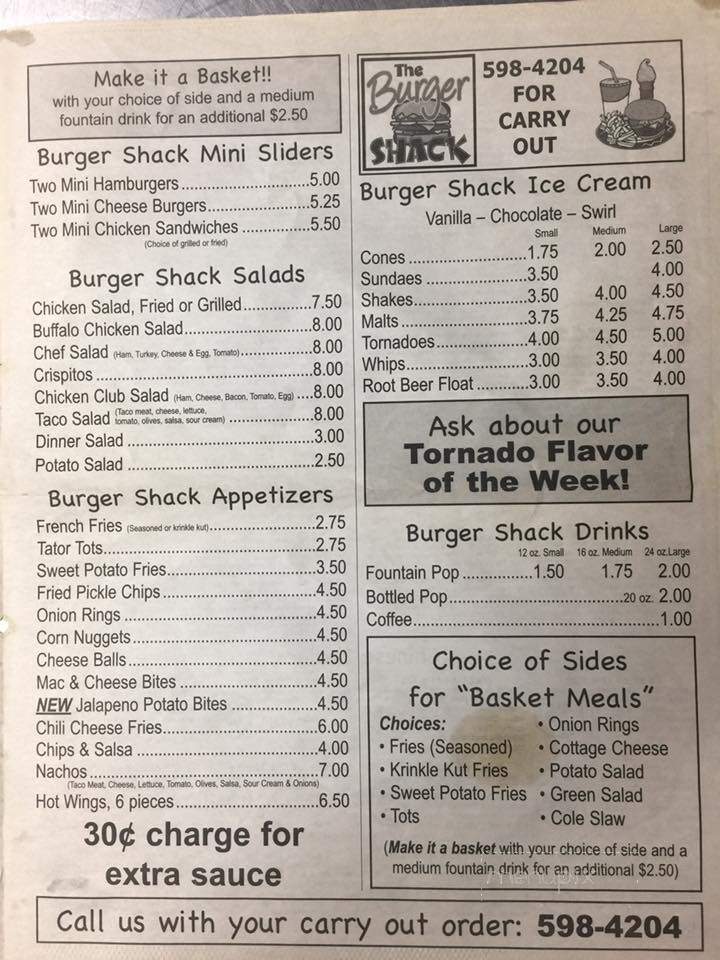 Make it a Basket!!
with your choice of side and a medium
fountain drink for an additional $2.50
Burger Shack Mini Sliders
Two Mini Hamburgers..............................5.00
Two Mini Cheese Burgers........................5.25
Two Mini Chicken Sandwiches.................5.50
(Choice of grilled or fried)
Burger Shack Salads
Chicken Salad, Fried or Grilled..................7.50
Buffalo Chicken Salad...............................8.00
Chef Salad (Ham, Turkey, Cheese & Egg, Tomato)..................8.00
Crispitos ....................................................8.00
Chicken Club Salad (Ham, Cheese, Bacon, Tomato, Egg) ....8.00
Taco Salad (Taco meat, cheese, lettuce,
tomato, olives, salsa, sour cream) ....................8.00
Dinner Salad .............................................3.00
Potato Salad .............................................2.50
Burger Shack Appetizers
French Fries (Seasoned or krinkle kut).........................2.75
Tator Tots...................................................2.75
Sweet Potato Fries.....................................3.50
Fried Pickle Chips......................................4.50
Onion Rings ..............................................4.50
Corn Nuggets............................................4.50
Cheese Balls.............................................4.50
Mac & Cheese Bites .................................4.50
NEW Jalapeno Potato Bites .....................4.50
Chili Cheese Fries.....................................6.00
Chips & Salsa ...........................................4.00
Nachos......................................................7.00
(Taco Meat, Cheese, Lettuce, Tomato, Olives, Salsa, Sour Cream & Onions)
Hot Wings, 6 pieces..................................6.50
30¢ charge for
extra sauce
The
Burger
SHACK
598-4204
FOR
CARRY
OUT
Burger Shack Ice Cream
Vanilla – Chocolate – Swirl
Small Medium Large
Cones ...........................1.75 2.00 2.50
Sundaes .......................3.50 4.00
Shakes..........................3.50 4.00 4.50
Malts .............................3.75 4.25 4.75
Tornadoes.....................4.00 4.50 5.00
Whips............................3.00 3.50 4.00
Root Beer Float ............3.00 3.50 4.00
Ask about our
Tornado Flavor
of the Week!
Burger Shack Drinks
12 oz. Small 16 oz. Medium 24 oz.Large
Fountain Pop ................1.50 1.75 2.00
Bottled Pop........................................20 oz. 2.00
Coffee...............................................................1.00
Choice of Sides
for “Basket Meals”
Choices:
• Fries (Seasoned)
• Krinkle Kut Fries
• Sweet Potato Fries
• Tots
• Onion Rings
• Cottage Cheese
• Potato Salad
• Green Salad
• Cole Slaw
(Make it a basket with your choice of side and a
medium fountain drink for an additional $2.50)
menupix
Call us with your carry out order: 598-4204